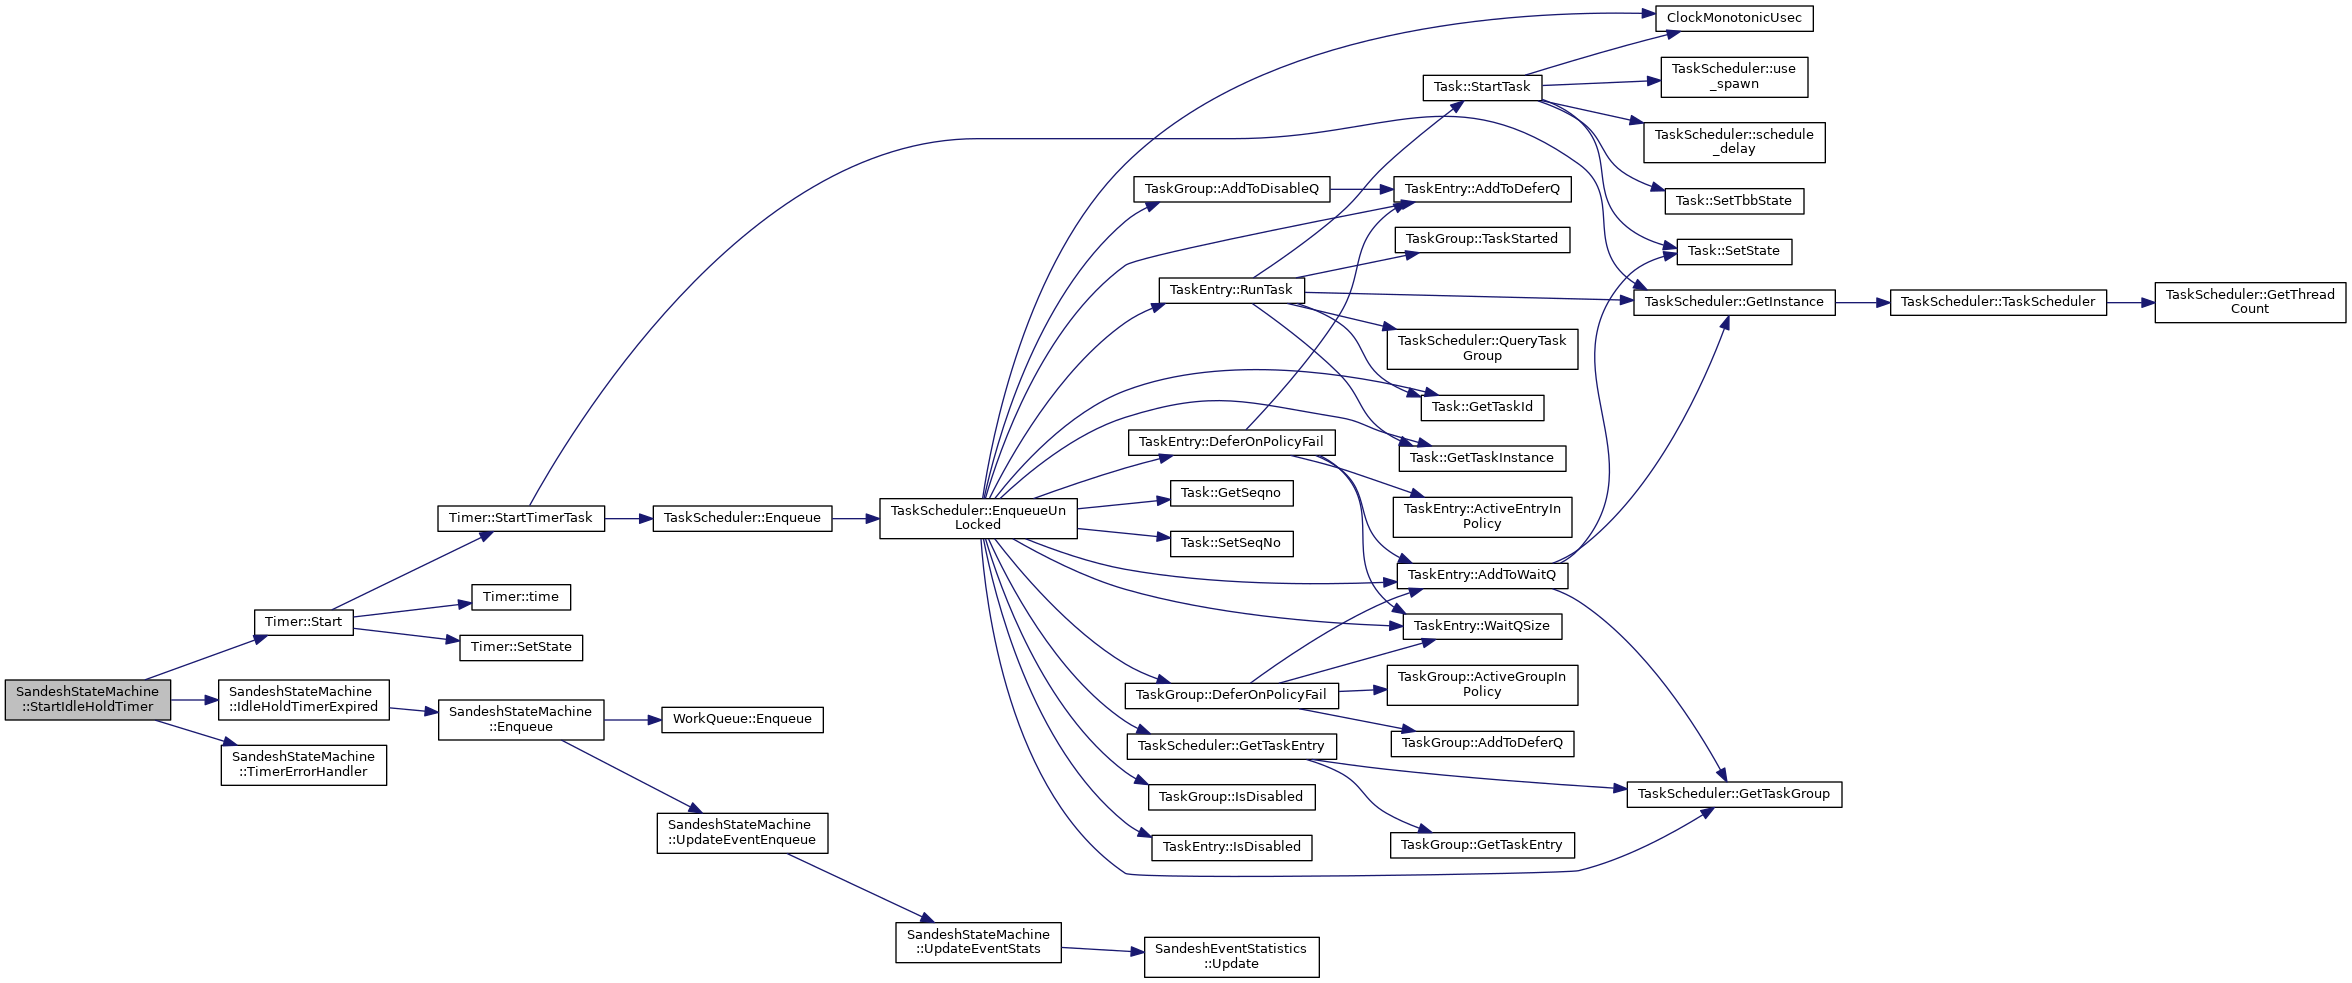 SandeshStateMachine
::StartIdleHoldTimer
Timer::Start
SandeshStateMachine
::IdleHoldTimerExpired
SandeshStateMachine
::TimerErrorHandler
Timer::StartTimerTask
Timer::time
Timer::SetState
SandeshStateMachine
::Enqueue
TaskScheduler::Enqueue
WorkQueue::Enqueue
SandeshStateMachine
::UpdateEventEnqueue
TaskScheduler::EnqueueUn
Locked
SandeshStateMachine
::UpdateEventStats
TaskGroup::AddToDisableQ
TaskEntry::RunTask
TaskEntry::DeferOnPolicyFail
Task::GetSeqno
Task::SetSeqNo
TaskGroup::DeferOnPolicyFail
TaskScheduler::GetTaskEntry
TaskGroup::IsDisabled
TaskEntry::IsDisabled
SandeshEventStatistics
::Update
Task::StartTask
TaskEntry::AddToDeferQ
TaskGroup::TaskStarted
TaskScheduler::QueryTask
Group
Task::GetTaskId
Task::GetTaskInstance
TaskEntry::ActiveEntryIn
Policy
TaskEntry::AddToWaitQ
TaskEntry::WaitQSize
TaskGroup::ActiveGroupIn
Policy
TaskGroup::AddToDeferQ
TaskGroup::GetTaskEntry
ClockMonotonicUsec
TaskScheduler::use
_spawn
TaskScheduler::schedule
_delay
Task::SetTbbState
Task::SetState
TaskScheduler::GetInstance
TaskScheduler::GetTaskGroup
TaskScheduler::TaskScheduler
TaskScheduler::GetThread
Count